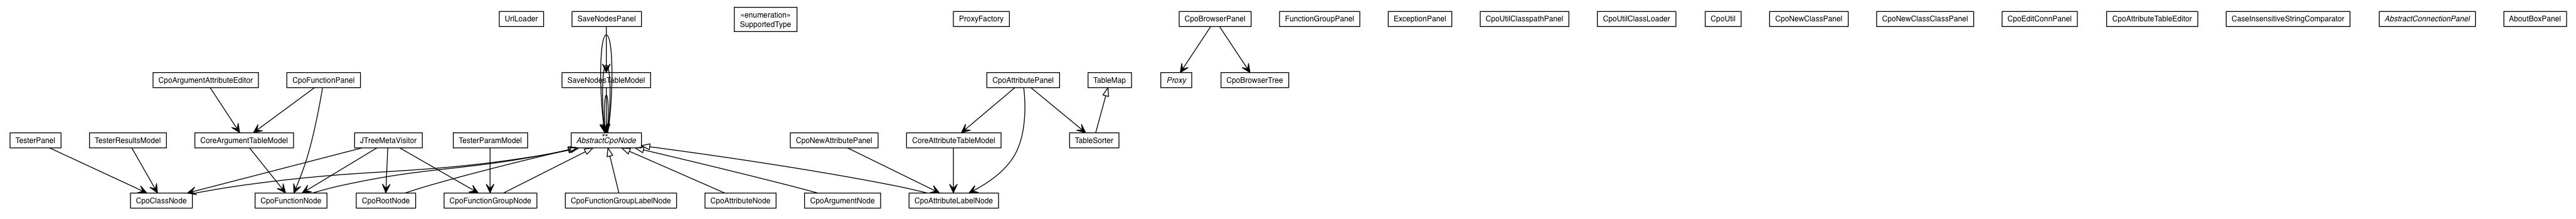 UrlLoader
SaveNodesPanel
«enumeration»
SupportedType
ProxyFactory
CpoBrowserPanel
FunctionGroupPanel
ExceptionPanel
CpoUtilClasspathPanel
CpoUtilClassLoader
CpoUtil
CpoNewClassPanel
CpoNewClassClassPanel
CpoEditConnPanel
CpoAttributeTableEditor
CaseInsensitiveStringComparator
AbstractConnectionPanel
AboutBoxPanel
CpoArgumentAttributeEditor
CpoFunctionPanel
SaveNodesTableModel
CpoAttributePanel
TableMap
Proxy
CpoBrowserTree
TesterPanel
TesterResultsModel
CoreArgumentTableModel
JTreeMetaVisitor
TesterParamModel
AbstractCpoNode
CpoNewAttributePanel
CoreAttributeTableModel
TableSorter
CpoClassNode
CpoFunctionNode
CpoRootNode
CpoFunctionGroupNode
CpoFunctionGroupLabelNode
CpoAttributeNode
CpoArgumentNode
CpoAttributeLabelNode